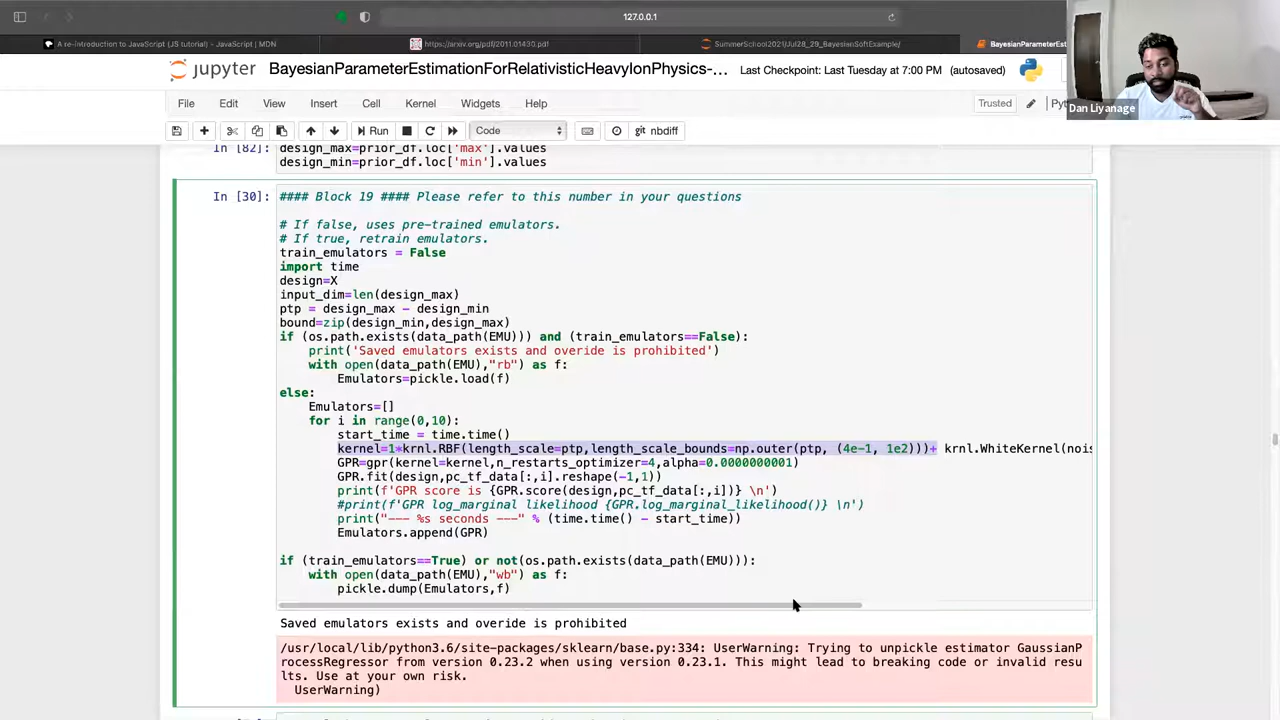 127.0.0.1
A re-introduction to JavaScript (JS tutorial) - JavaScript | MDN
https://arxiv.org/pdf/2011.01430.pdf
SummerSchool2021/Jul28_29_BayesianSoftExample/
BayesianParameterEstim
Dan Liyanage
jupyter BayesianParameterEstimationForRelativisticHeavyIonPhysics-... Last Checkpoint: Last Tuesday at 7:00 PM (autosaved)
File Edit View Insert Cell Kernel Widgets Help Trusted Py
Run Code nbdiff
In [82]: design_max=prior_df.loc['max'].values
design_min=prior_df.loc['min'].values
In [30]: #### Block 19 #### Please refer to this number in your questions
# If false, uses pre-trained emulators.
# If true, retrain emulators.
train_emulators = False
import time
design=X
input_dim=len(design_max)
ptp = design_max - design_min
bound=zip(design_min,design_max)
if (os.path.exists(data_path(EMU))) and (train_emulators==False):
print('Saved emulators exists and overide is prohibited')
with open(data_path(EMU),"rb") as f:
Emulators=pickle.load(f)
else:
Emulators=[]
for i in range(0,10):
start_time = time.time()
kernel=1*krnl.RBF(length_scale=ptp,length_scale_bounds=np.outer(ptp, (4e-1, 1e2)))+ krnl.WhiteKernel(nois
GPR=gpr(kernel=kernel,n_restarts_optimizer=4,alpha=0.0000000001)
GPR.fit(design,pc_tf_data[:,i].reshape(-1,1))
print(f'GPR score is {GPR.score(design,pc_tf_data[:,i])} \n')
#print(f'GPR log_marginal likelihood {GPR.log_marginal_likelihood()} \n')
print("--- %s seconds ---" % (time.time() - start_time))
Emulators.append(GPR)
if (train_emulators==True) or not(os.path.exists(data_path(EMU))):
with open(data_path(EMU),"wb") as f:
pickle.dump(Emulators,f)
Saved emulators exists and overide is prohibited
/usr/local/lib/python3.6/site-packages/sklearn/base.py:334: UserWarning: Trying to unpickle estimator GaussianP
rocessRegressor from version 0.23.2 when using version 0.23.1. This might lead to breaking code or invalid resu
lts. Use at your own risk.
UserWarning)